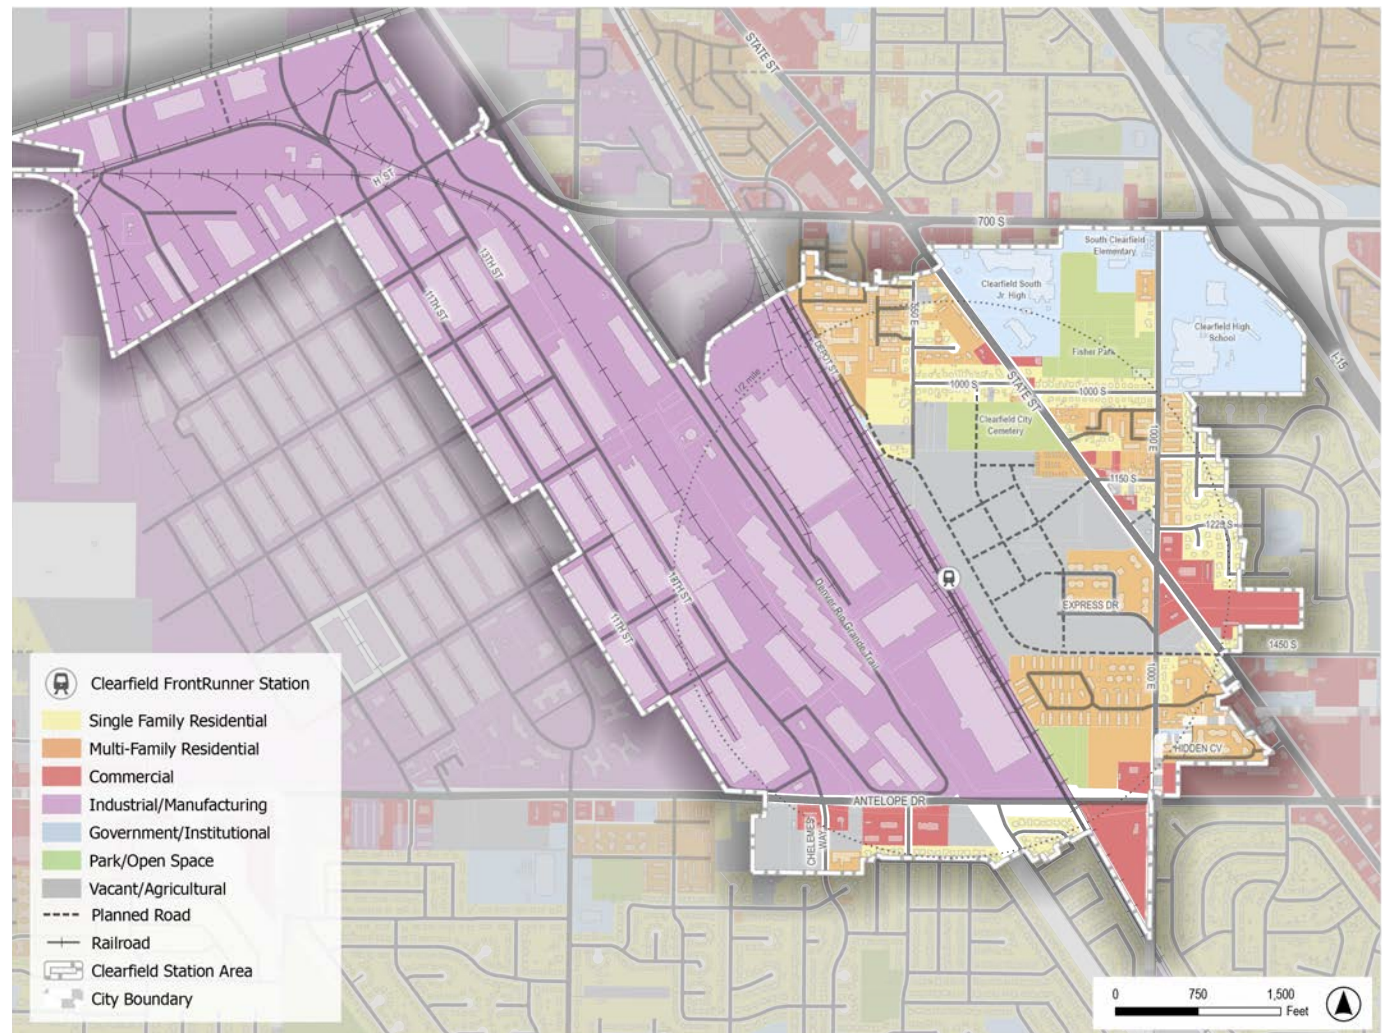 STATE ST
700 S
South Clearfield
Elementary
Clearfield South
Jr. High
Clearfield High
School
I-15
H ST
13TH ST
11TH ST
1/2 mile
DEPOT ST
Fisher Park
STATE ST
1000 S
1000 S
Clearfield City
Cemetery
1000 E
1150 S
1225 S
18TH ST
11TH ST
Denver Rio Grande Trail
EXPRESS DR
1450 S
1000 E
HIDDEN CV
ANTELOPE DR
CHELEMES
WAY
Clearfield FrontRunner Station
Single Family Residential
Multi-Family Residential
Commercial
Industrial/Manufacturing
Government/Institutional
Park/Open Space
Vacant/Agricultural
Planned Road
Railroad
Clearfield Station Area
City Boundary
0 750 1,500
Feet